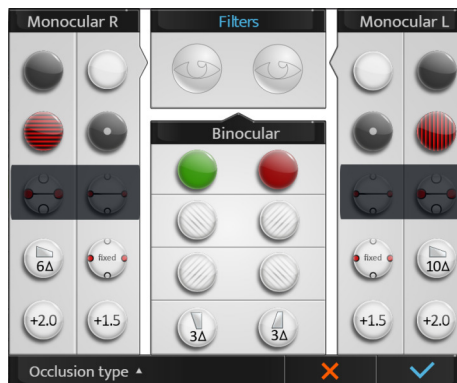 Monocular R
Filters
Monocular L
Binocular
6Δ
fixed
fixed
10Δ
+2.0
+1.5
3Δ
3Δ
+1.5
+2.0
Occlusion type